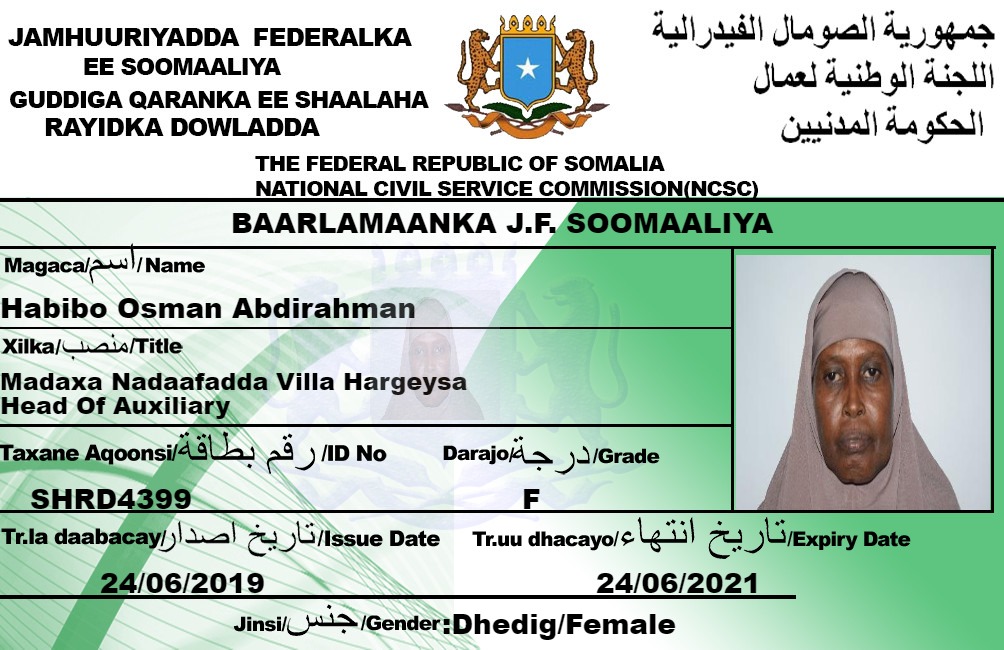 JAMHUURIYADDA FEDERALKA
EE SOOMAALIYA
GUDDIGA QARANKA EE SHAALAHA
RAYIDKA DOWLADDA
جمهورية الصومال الفيدرالية
اللجنة الوطنية لعمال
الحكومة المدنيين
THE FEDERAL REPUBLIC OF SOMALIA
NATIONAL CIVIL SERVICE COMMISSION(NCSC)
BAARLAMAANKA J.F. SOOMAALIYA
Magaca/اسم/Name
Habibo Osman Abdirahman
Xilka/منصب/Title
Madaxa Nadaafadda Villa Hargeysa
Head Of Auxiliary
Taxane Aqoonsi/رقم بطاقة/ID No Darajo/درجة/Grade
SHRD4399 F
Tr.la daabacay/تاريخ اصدار/Issue Date Tr.uu dhacayo/تاريخ انتهاء/Expiry Date
24/06/2019 24/06/2021
Jinsi/جنس/Gender:Dhedig/Female